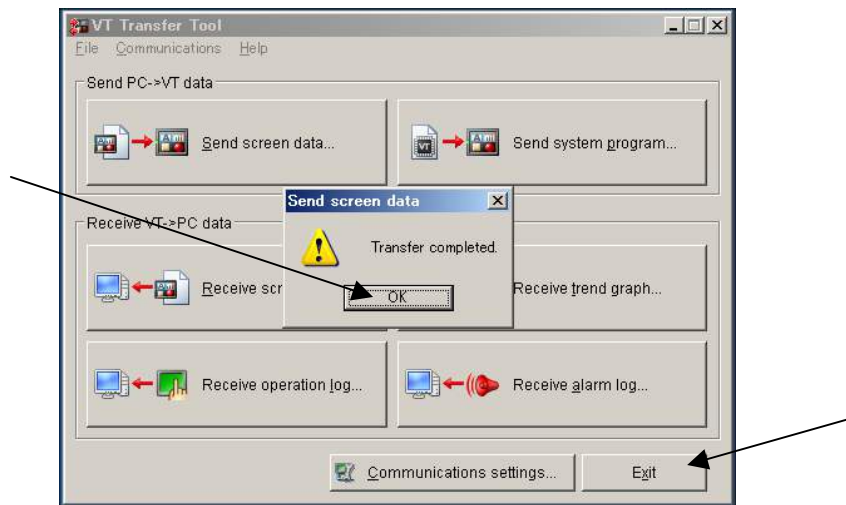 VT Transfer Tool
File Communications Help
Send PC->VT data
Send screen data...
Send system program...
Send screen data
Transfer completed.
OK
Receive VT->PC data
Receive scr
Receive trend graph...
Receive operation log...
Receive alarm log...
Communications settings...
Exit